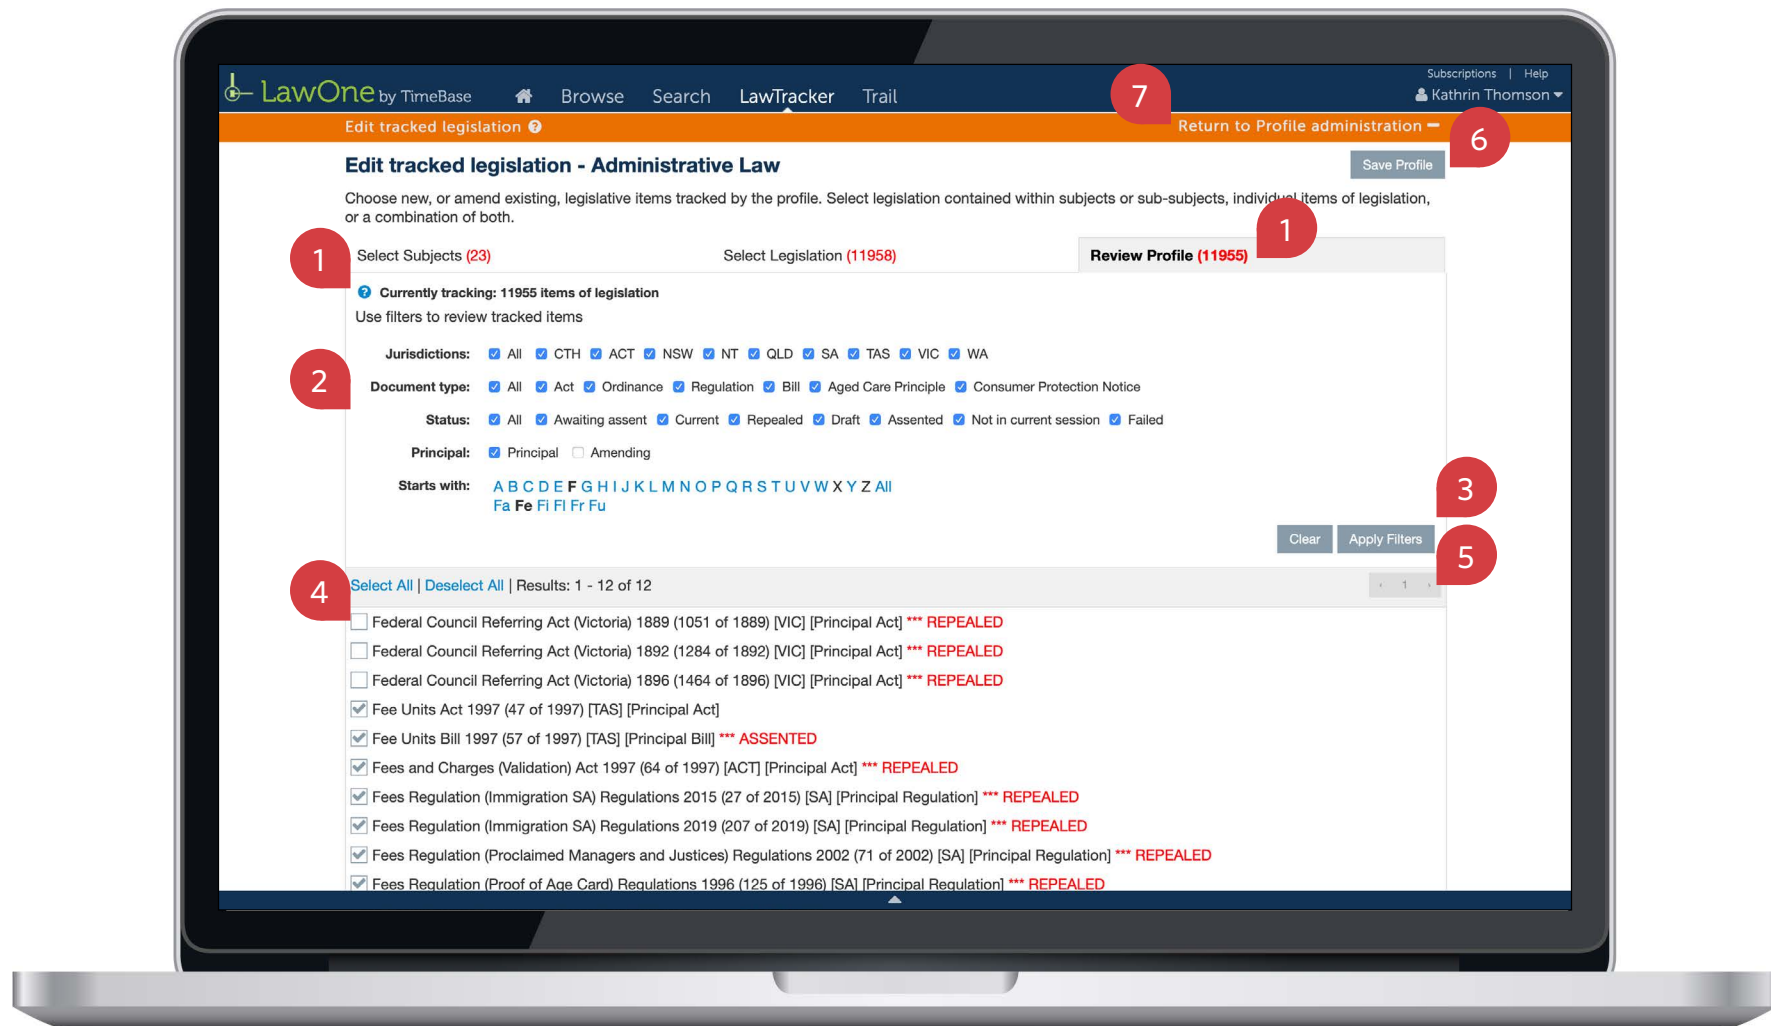 Subscriptions | Help
LawOne by TimeBase Browse Search LawTracker Trail 7 Kathrin Thomson
Edit tracked legislation ? Return to Profile administration 6
Edit tracked legislation - Administrative Law Save Profile
Choose new, or amend existing, legislative items tracked by the profile. Select legislation contained within subjects or sub-subjects, individual items of legislation,
or a combination of both.
1 Select Subjects (23) Select Legislation (11958) Review Profile (11955) 1
? Currently tracking: 11955 items of legislation
Use filters to review tracked items
Jurisdictions: All CTH ACT NSW NT QLD SA TAS VIC WA
2 Document type: All Act Ordinance Regulation Bill Aged Care Principle Consumer Protection Notice
Status: All Awaiting assent Current Repealed Draft Assented Not in current session Failed
Principal: Principal Amending
Starts with: A B C D E F G H I J K L M N O P Q R S T U V W X Y Z All 3
Fa Fe Fi Fl Fr Fu
Clear Apply Filters 5
4 Select All | Deselect All | Results: 1 - 12 of 12 ‹ 1 ›
Federal Council Referring Act (Victoria) 1889 (1051 of 1889) [VIC] [Principal Act] *** REPEALED
Federal Council Referring Act (Victoria) 1892 (1284 of 1892) [VIC] [Principal Act] *** REPEALED
Federal Council Referring Act (Victoria) 1896 (1464 of 1896) [VIC] [Principal Act] *** REPEALED
Fee Units Act 1997 (47 of 1997) [TAS] [Principal Act]
Fee Units Bill 1997 (57 of 1997) [TAS] [Principal Bill] *** ASSENTED
Fees and Charges (Validation) Act 1997 (64 of 1997) [ACT] [Principal Act] *** REPEALED
Fees Regulation (Immigration SA) Regulations 2015 (27 of 2015) [SA] [Principal Regulation] *** REPEALED
Fees Regulation (Immigration SA) Regulations 2019 (207 of 2019) [SA] [Principal Regulation] *** REPEALED
Fees Regulation (Proclaimed Managers and Justices) Regulations 2002 (71 of 2002) [SA] [Principal Regulation] *** REPEALED
Fees Regulation (Proof of Age Card) Regulations 1996 (125 of 1996) [SA] [Principal Regulation] *** REPEALED